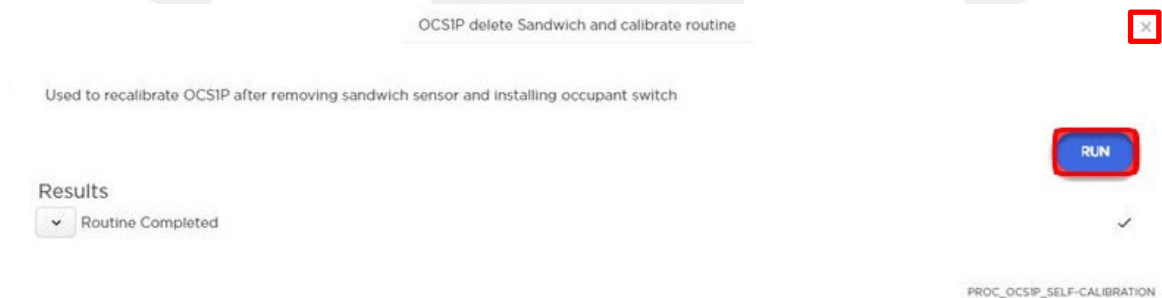 OCS1P delete Sandwich and calibrate routine
Used to recalibrate OCS1P after removing sandwich sensor and installing occupant switch
RUN
Results
Routine Completed
PROC_OCS1P_SELF-CALIBRATION